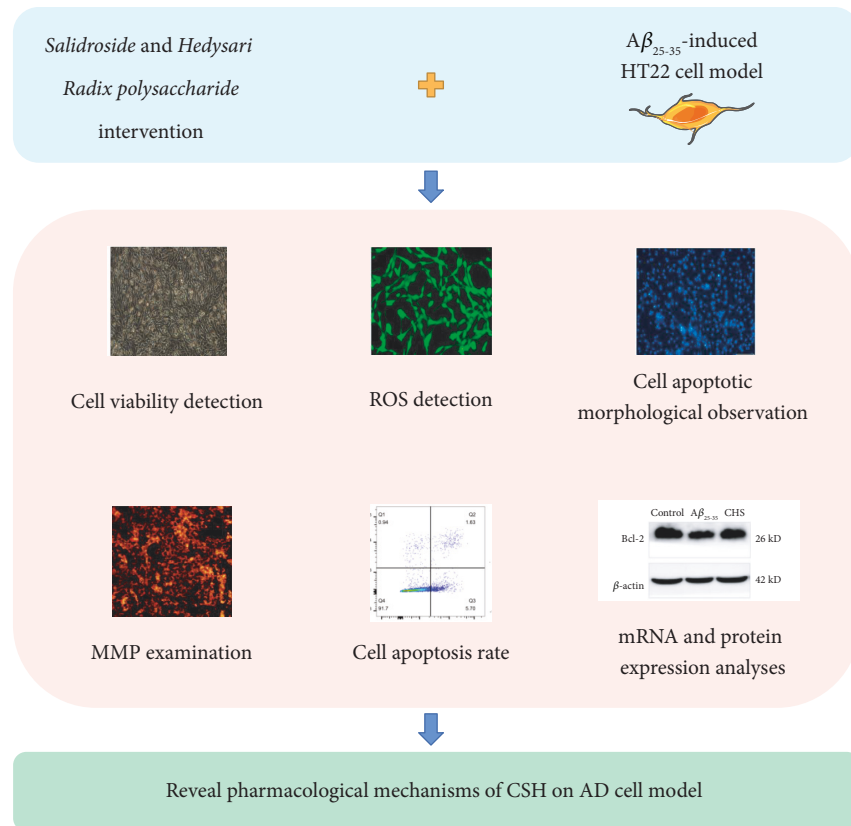 Salidroside and Hedysari
Radix polysaccharide
intervention
Aβ25-35-induced
HT22 cell model
Cell viability detection
ROS detection
Cell apoptotic
morphological observation
Q1
0.94
Q2
1.63
Q4
91.7
Q3
5.70
Control Aβ25-35 CHS
Bcl-2
26 kD
β-actin
42 kD
MMP examination
Cell apoptosis rate
mRNA and protein
expression analyses
Reveal pharmacological mechanisms of CSH on AD cell model